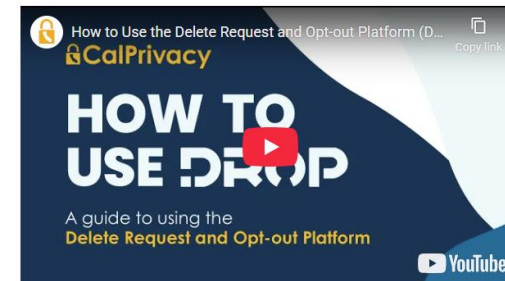 How to Use the Delete Request and Opt-out Platform (D...
Copy link
CalPrivacy
HOW TO
USE DROP
A guide to using the
Delete Request and Opt-out Platform
YouTube